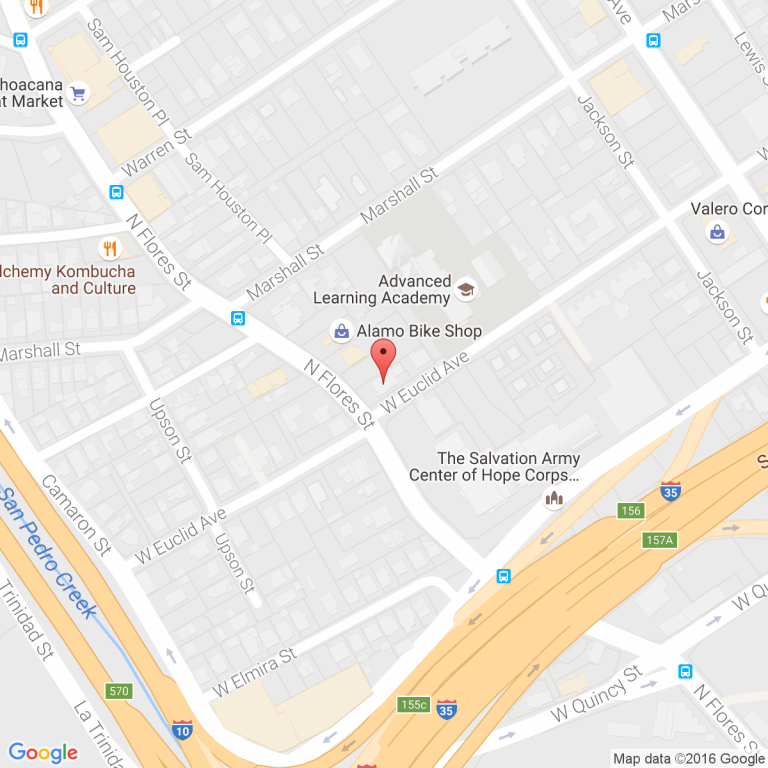 Sam Houston Pl
Ave
Marshall
Lewis S
hoacana
at Market
Warren St
Jackson St
Sam Houston Pl
Marshall St
N Flores St
Valero Cor
lchemy Kombucha
and Culture
Marshall St
Advanced
Learning Academy
Jackson St
Alamo Bike Shop
Marshall St
N Flores St
W Euclid Ave
Upson St
The Salvation Army
Center of Hope Corps...
35
Camaron St
156
157A
San Pedro Creek
W Euclid Ave
Upson St
Trinidad St
W Elmira St
W Qu
W Quincy St
570
La Trinidad
10
155c
35
N Flores S
Google
Map data ©2016 Google